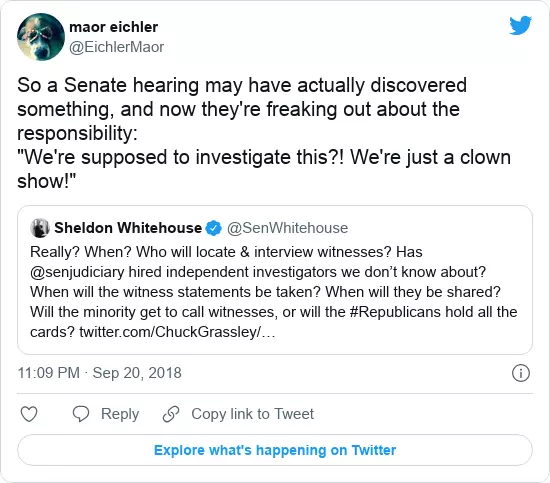 maor eichler
@EichlerMaor
So a Senate hearing may have actually discovered
something, and now they're freaking out about the
responsibility:
"We're supposed to investigate this?! We're just a clown
show!"
Sheldon Whitehouse @SenWhitehouse
Really? When? Who will locate & interview witnesses? Has
@senjudiciary hired independent investigators we don’t know about?
When will the witness statements be taken? When will they be shared?
Will the minority get to call witnesses, or will the #Republicans hold all the
cards? twitter.com/ChuckGrassley/…
11:09 PM · Sep 20, 2018
Reply Copy link to Tweet
Explore what's happening on Twitter